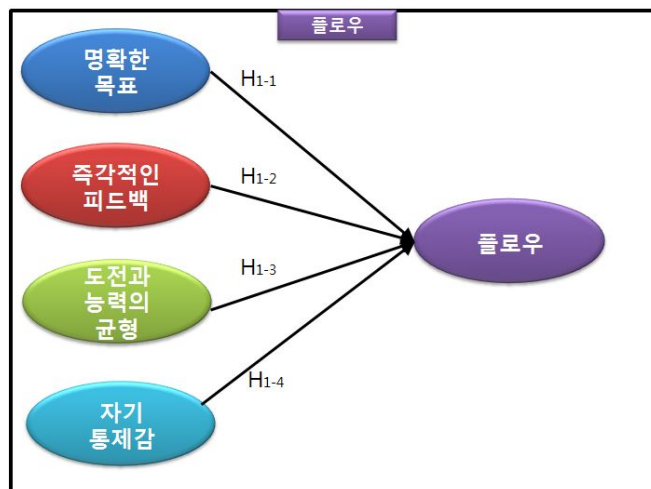 플로우
명확한
목표
H1-1
즉각적인
피드백
H1-2
플로우
도전과
능력의
균형
H1-3
자기
통제감
H1-4